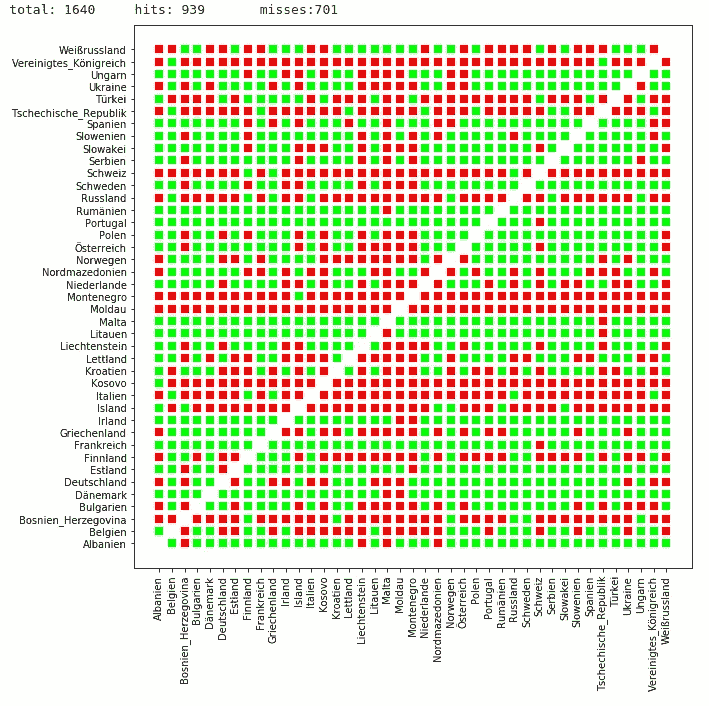 total: 1640 hits: 939 misses:701
Weißrussland
Vereinigtes_Königreich
Ungarn
Ukraine
Türkei
Tschechische_Republik
Spanien
Slowenien
Slowakei
Serbien
Schweiz
Schweden
Russland
Rumänien
Portugal
Polen
Österreich
Norwegen
Nordmazedonien
Niederlande
Montenegro
Moldau
Malta
Litauen
Liechtenstein
Lettland
Kroatien
Kosovo
Italien
Island
Irland
Griechenland
Frankreich
Finnland
Estland
Deutschland
Dänemark
Bulgarien
Bosnien_Herzegovina
Belgien
Albanien
Albanien
Belgien
Bosnien_Herzegovina
Bulgarien
Dänemark
Deutschland
Estland
Finnland
Frankreich
Griechenland
Irland
Island
Italien
Kosovo
Kroatien
Lettland
Liechtenstein
Litauen
Malta
Moldau
Montenegro
Niederlande
Nordmazedonien
Norwegen
Österreich
Polen
Portugal
Rumänien
Russland
Schweden
Schweiz
Serbien
Slowakei
Slowenien
Spanien
Tschechische_Republik
Türkei
Ukraine
Ungarn
Vereinigtes_Königreich
Weißrussland